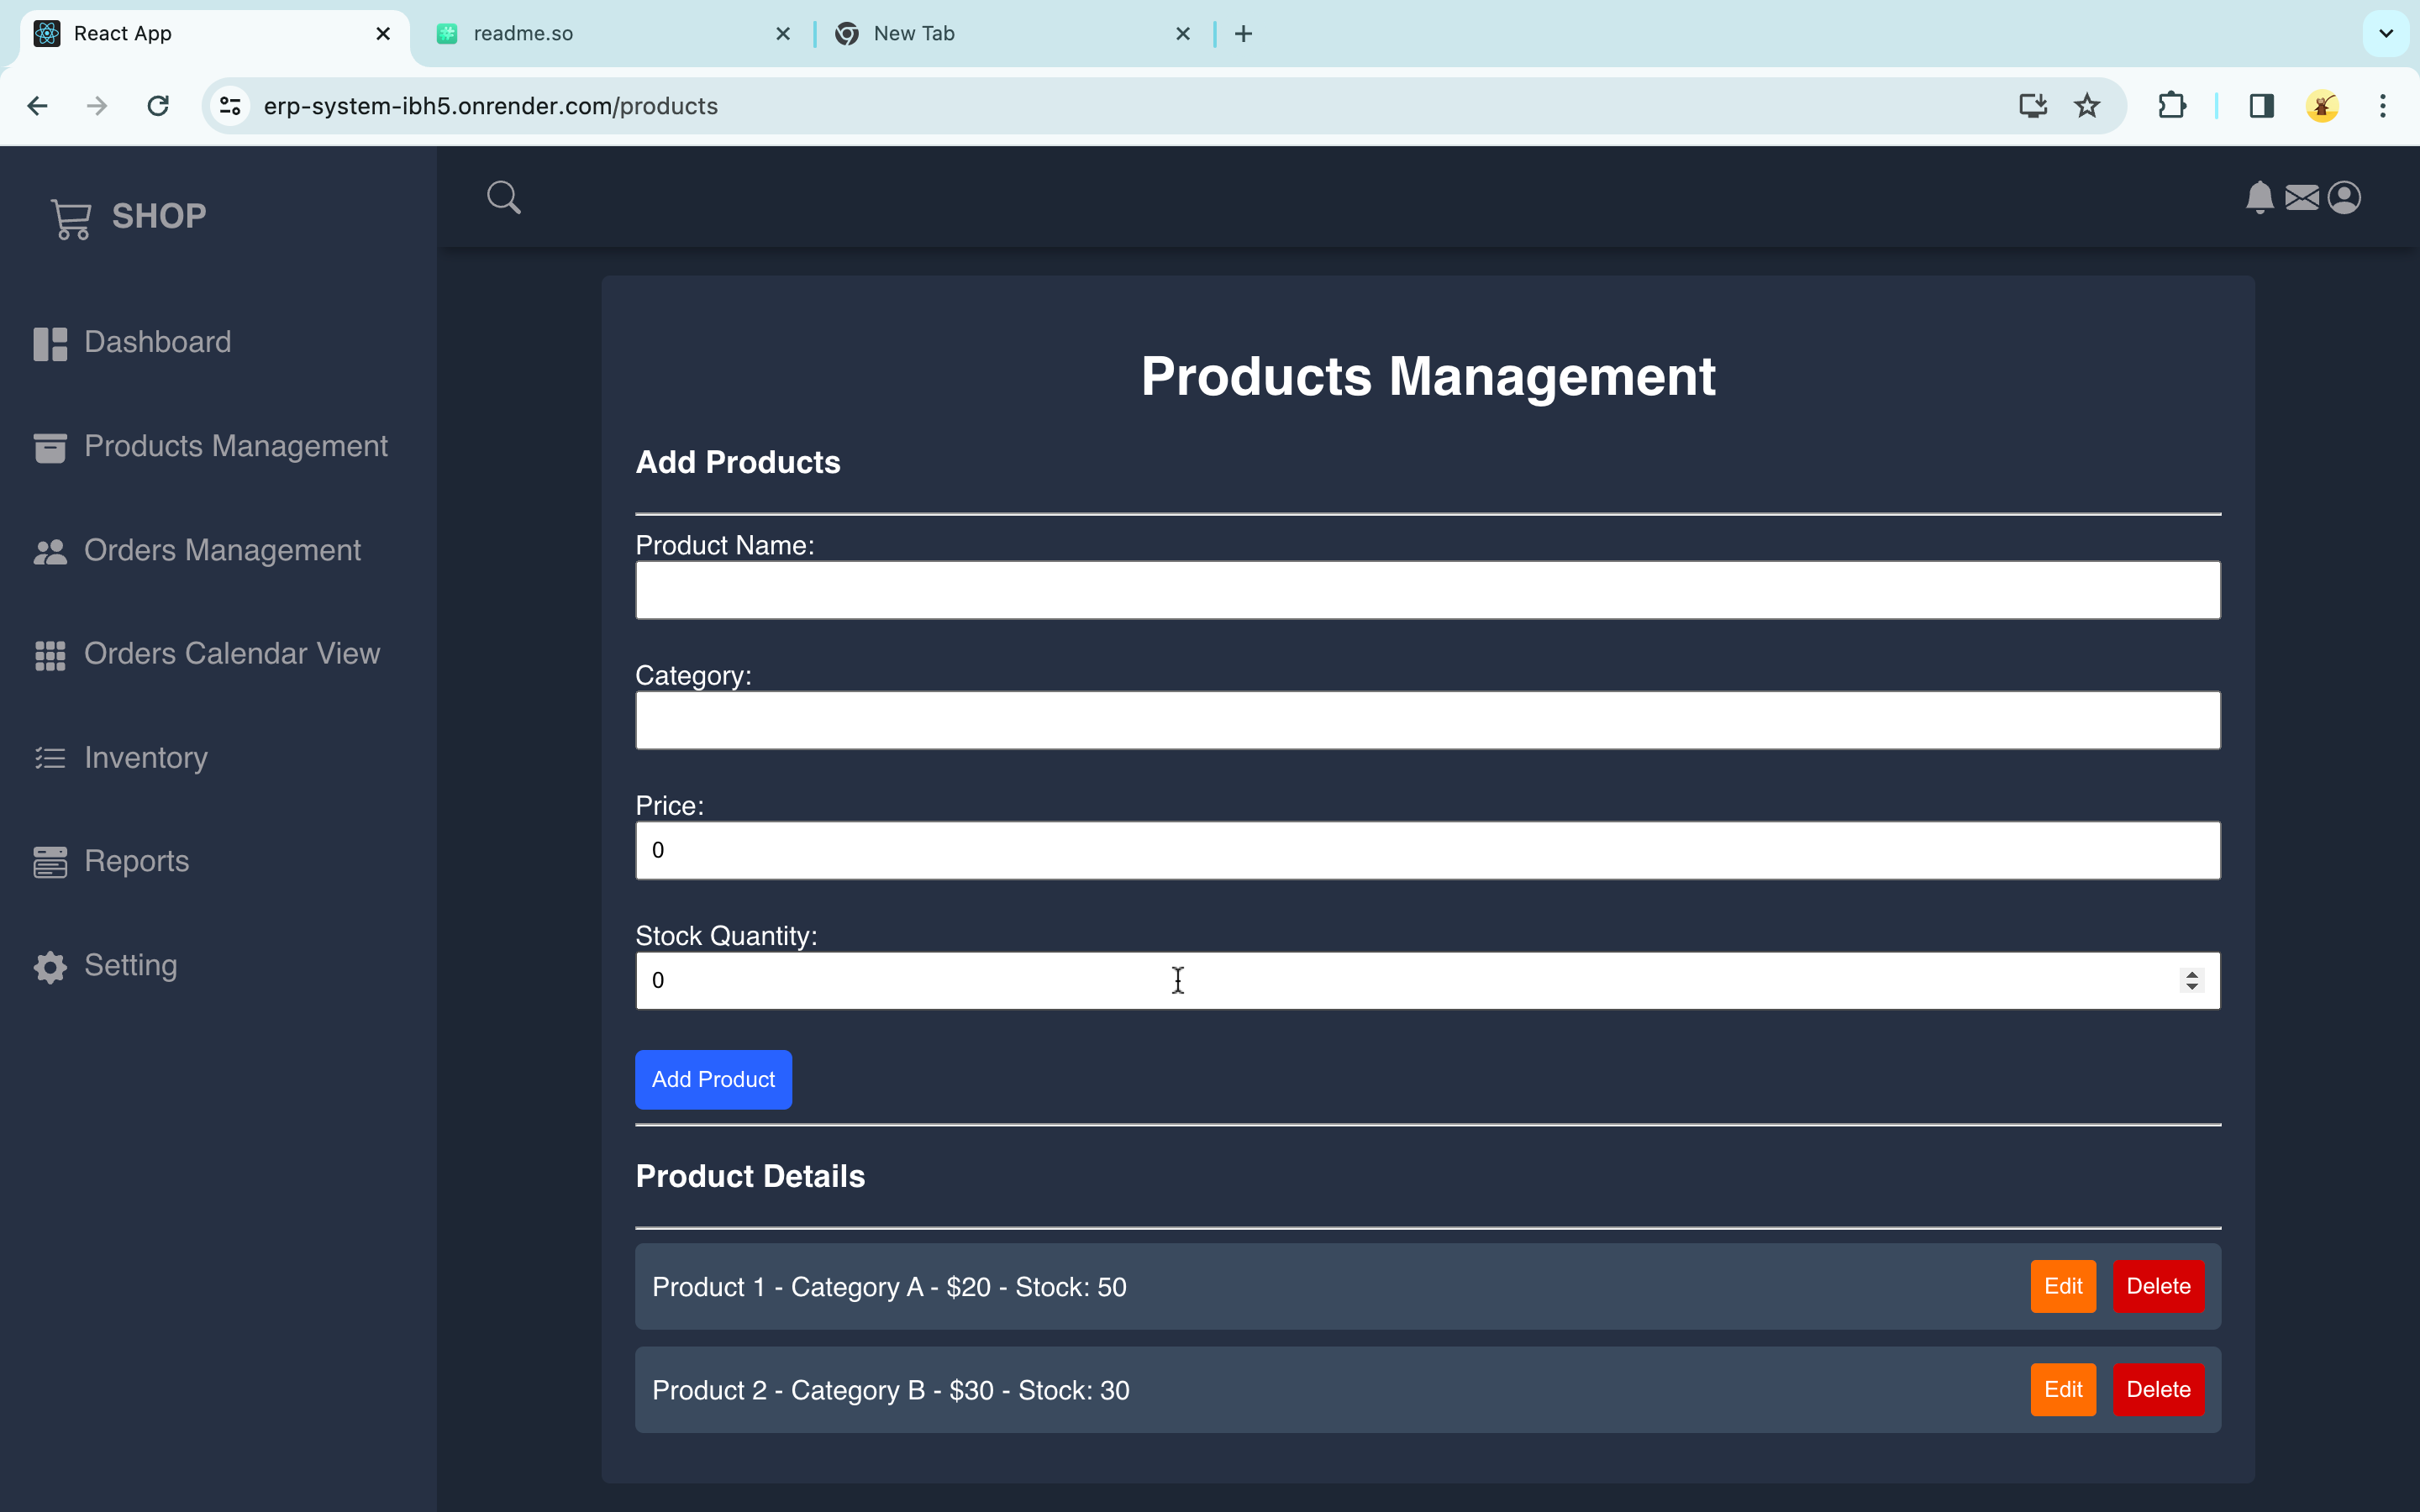 React App
readme.so
New Tab
erp-system-ibh5.onrender.com/products
SHOP
Dashboard
Products Management
Orders Management
Orders Calendar View
Inventory
Reports
Setting
Products Management
Add Products
Product Name:
Category:
Price:
0
Stock Quantity:
0
Add Product
Product Details
Product 1 - Category A - $20 - Stock: 50
Edit
Delete
Product 2 - Category B - $30 - Stock: 30
Edit
Delete